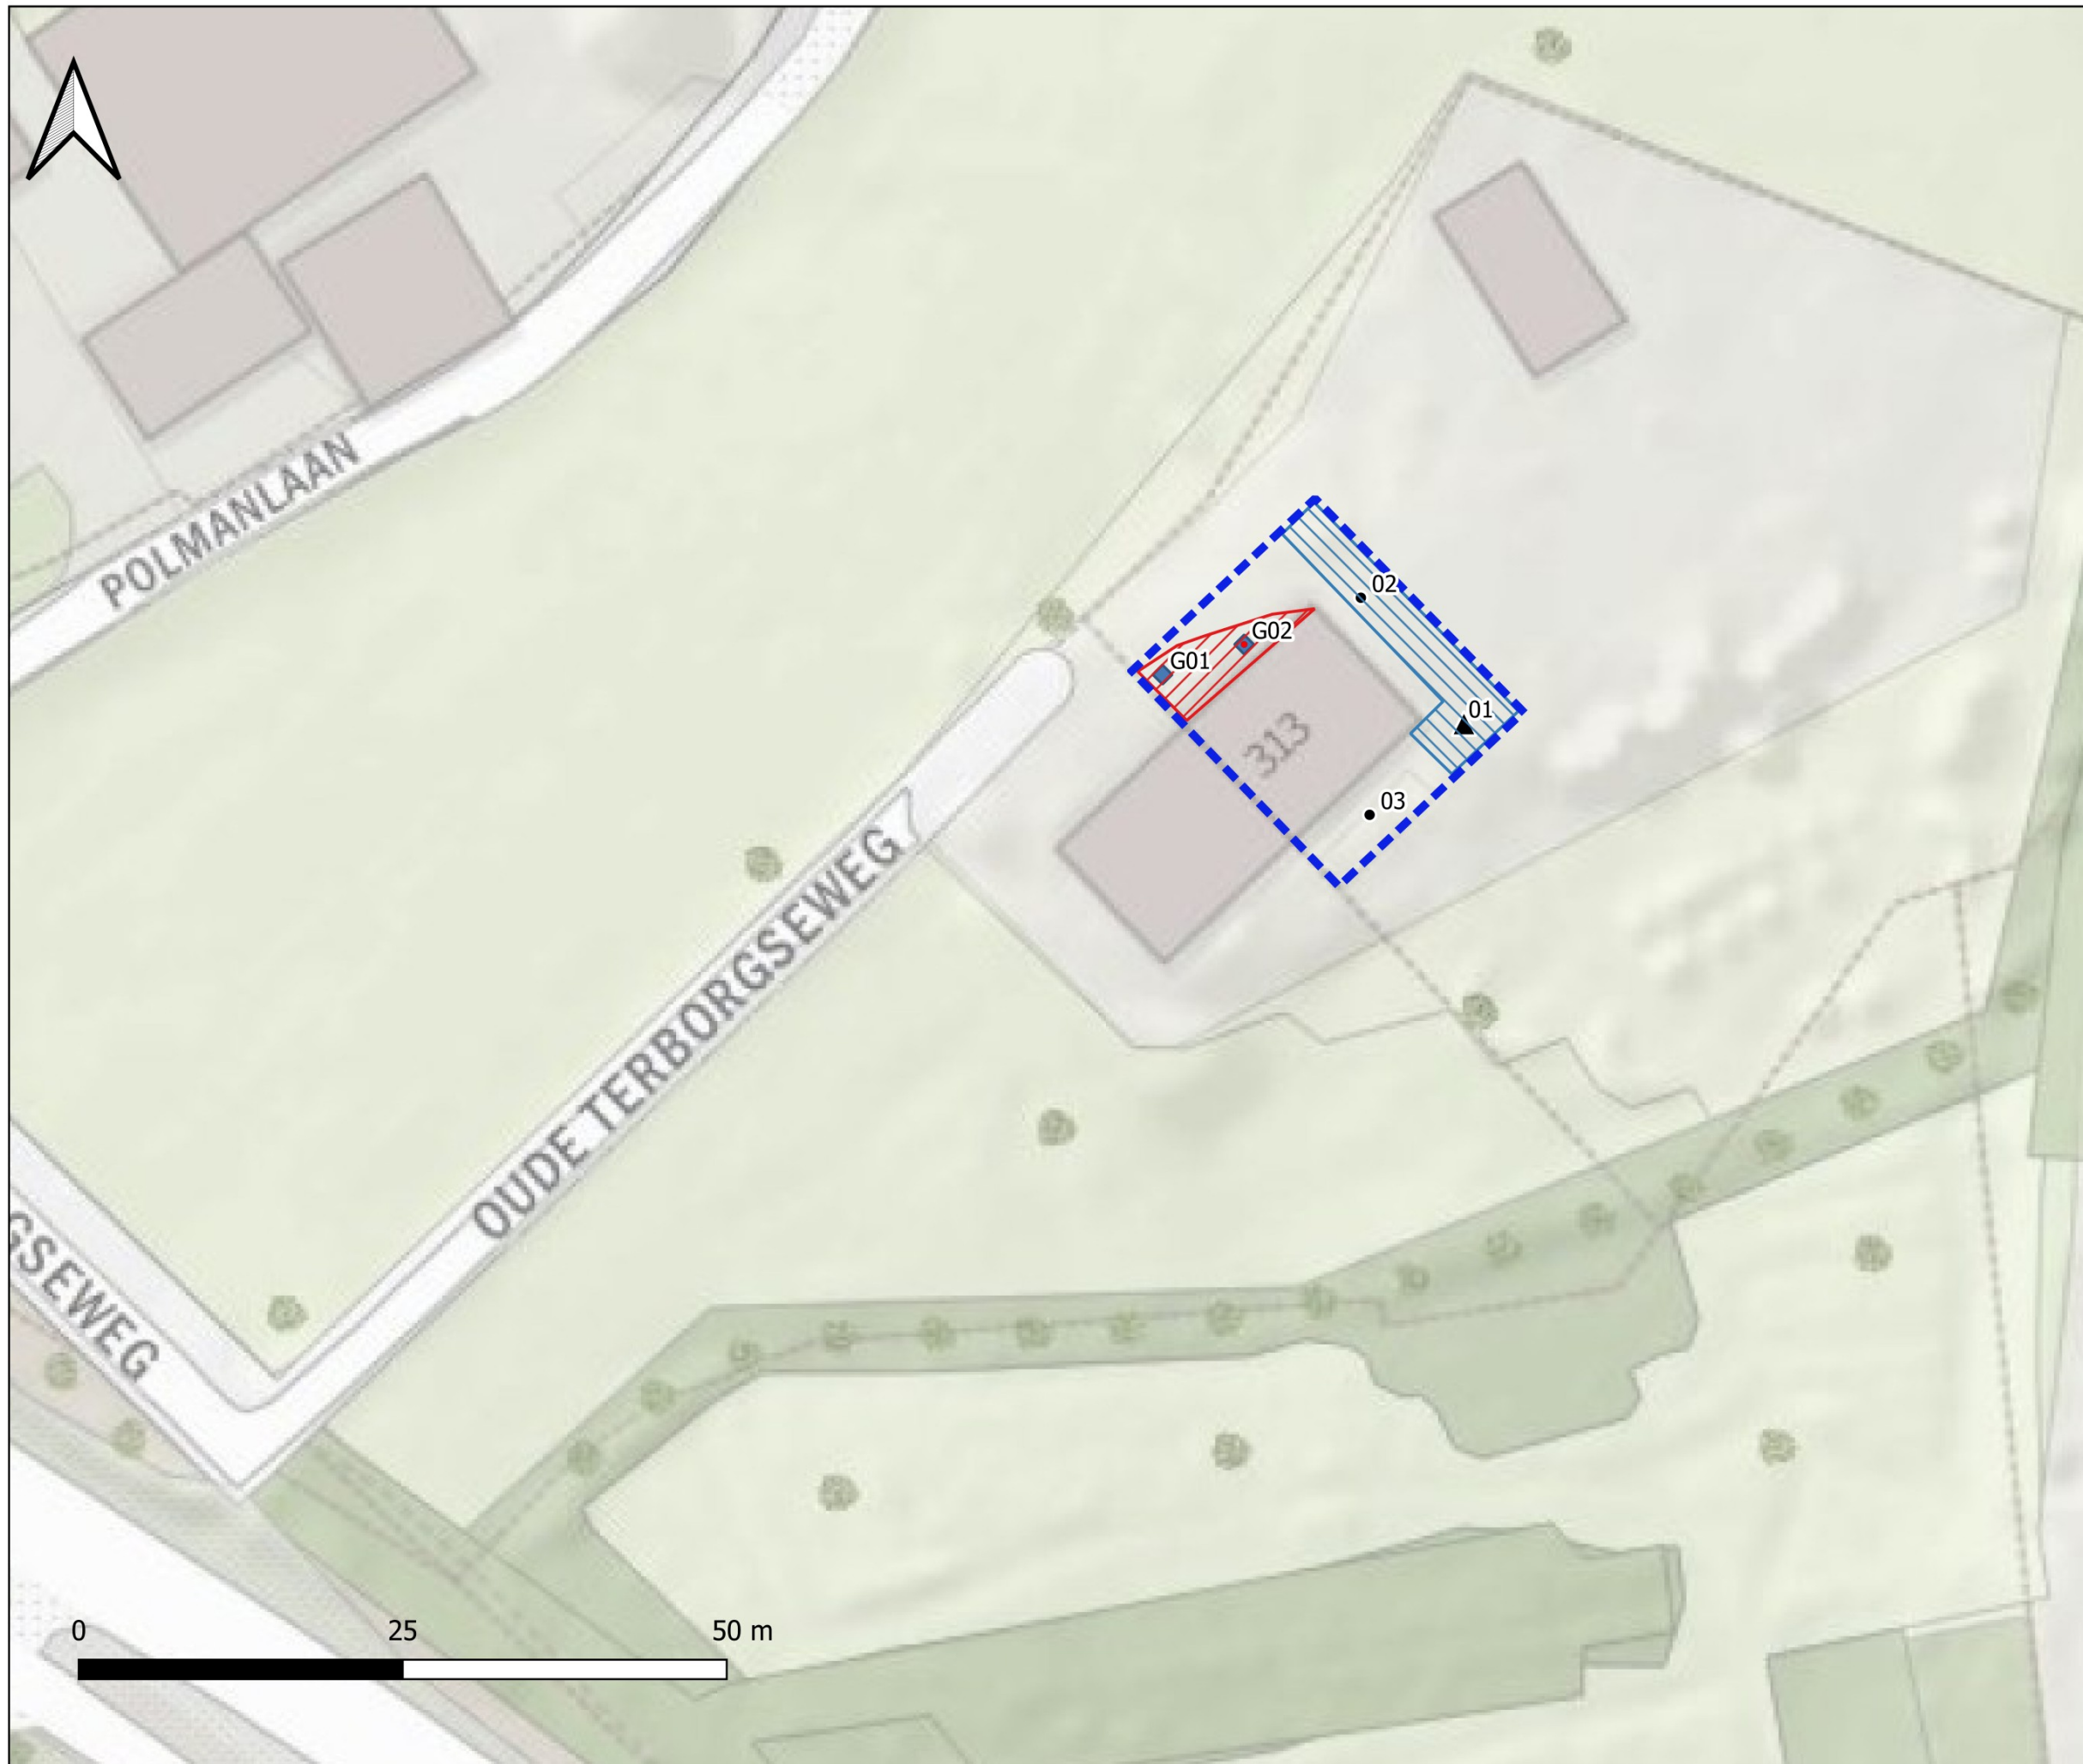 POLMANLAAN
02
G02
G01
01
313
03
OUDE TERBORGSEWEG
GSEWEG
0 25 50 m